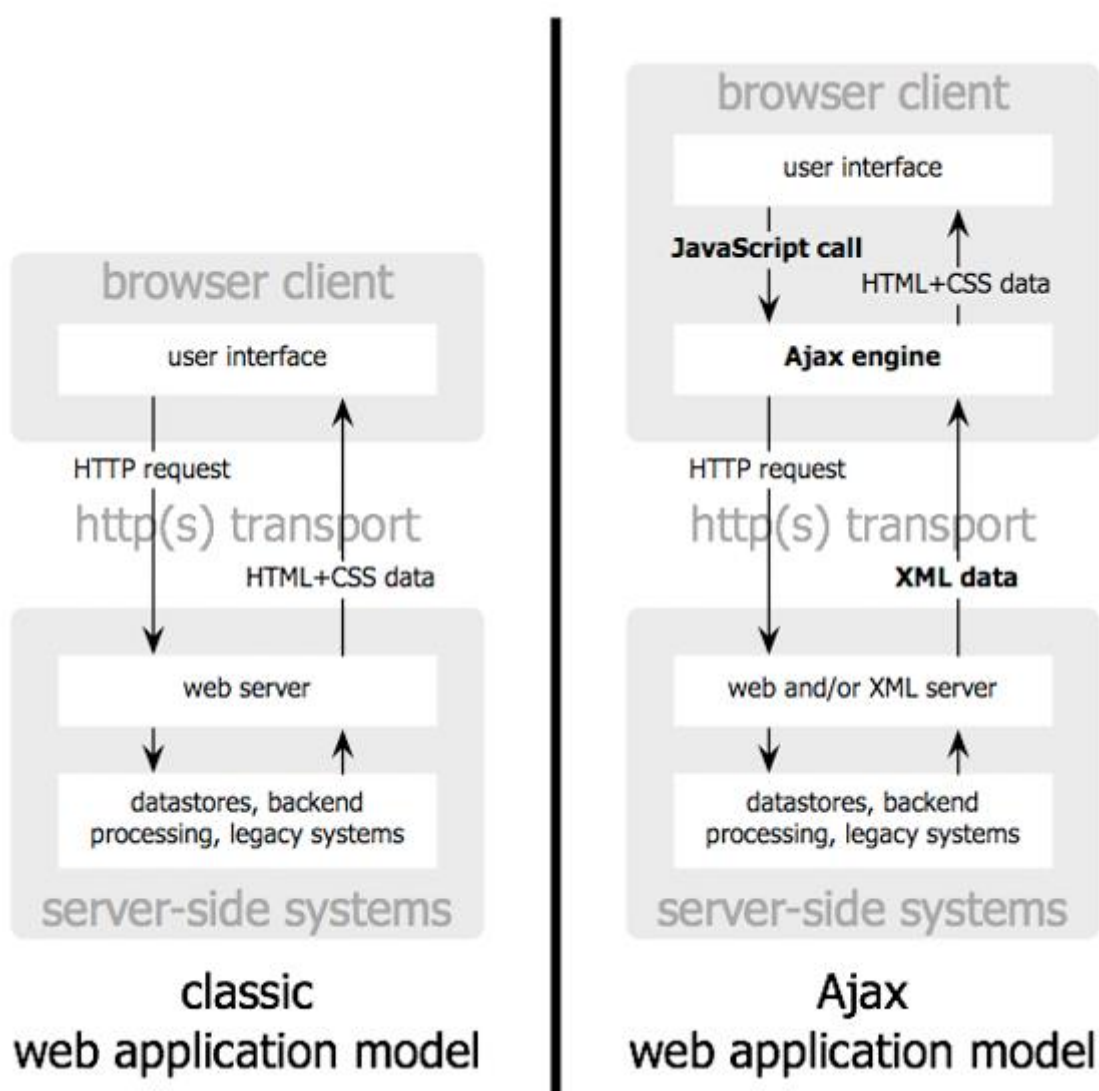 browser client
user interface
HTTP request
http(s) transport
HTML+CSS data
web server
datastores, backend
processing, legacy systems
server-side systems
classic
web application model
browser client
user interface
JavaScript call
HTML+CSS data
Ajax engine
HTTP request
http(s) transport
XML data
web and/or XML server
datastores, backend
processing, legacy systems
server-side systems
Ajax
web application model